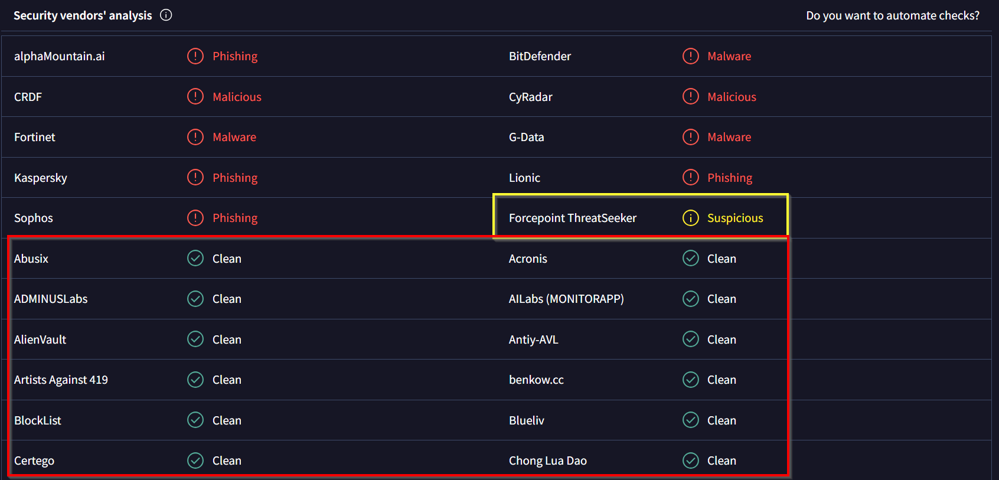 Security vendors' analysis Do you want to automate checks?
alphaMountain.ai Phishing BitDefender Malware
CRDF Malicious CyRadar Malicious
Fortinet Malware G-Data Malware
Kaspersky Phishing Lionic Phishing
Sophos Phishing Forcepoint ThreatSeeker Suspicious
Abusix Clean Acronis Clean
ADMINUSLabs Clean AILabs (MONITORAPP) Clean
AlienVault Clean Antiy-AVL Clean
Artists Against 419 Clean benkow.cc Clean
BlockList Clean Blueliv Clean
Certego Clean Chong Lua Dao Clean